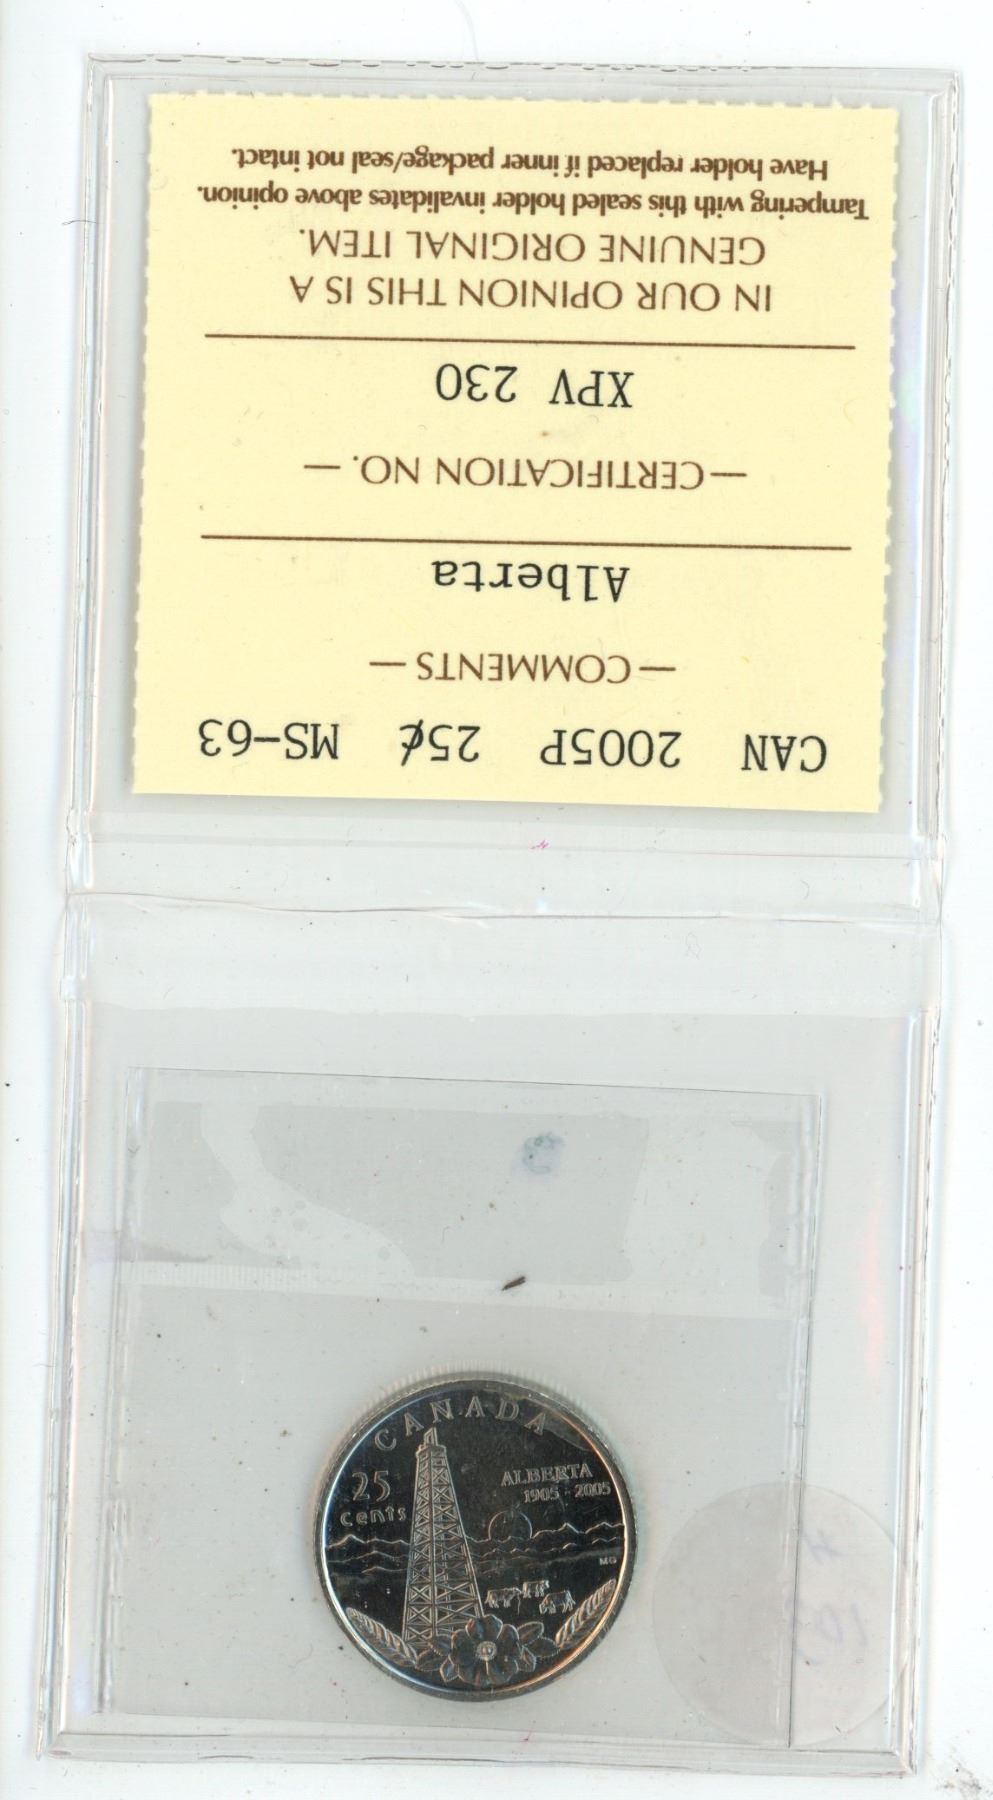 CAN 2005P 25¢ MS-63
— COMMENTS —
Alberta
— CERTIFICATION NO. —
XPV 230
IN OUR OPINION THIS IS A
GENUINE ORIGINAL ITEM.
Tampering with this sealed holder invalidates above opinion.
Have holder replaced if inner package/seal not intact.
CANADA
25
cents
ALBERTA
1905 - 2005
MG